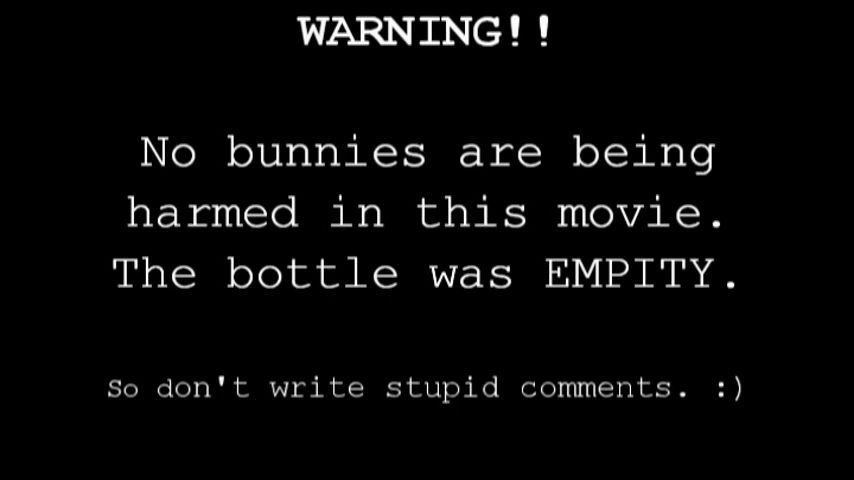 WARNING!!
No bunnies are being
harmed in this movie.
The bottle was EMPITY.
So don't write stupid comments. :)